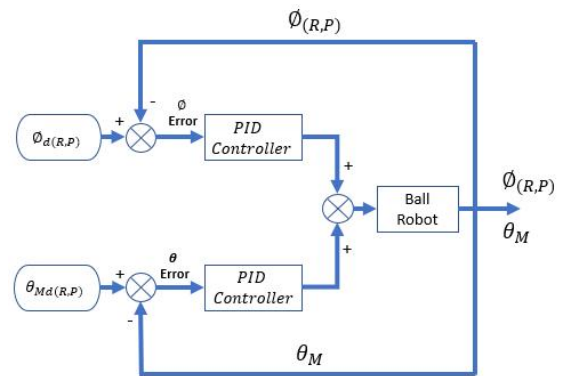 ∅(R,P)
-
∅
Error
PID
Controller
+
∅d(R,P)
+
Ball
Robot
∅(R,P)
θM
+
θ
Error
PID
Controller
+
θMd(R,P)
-
θM